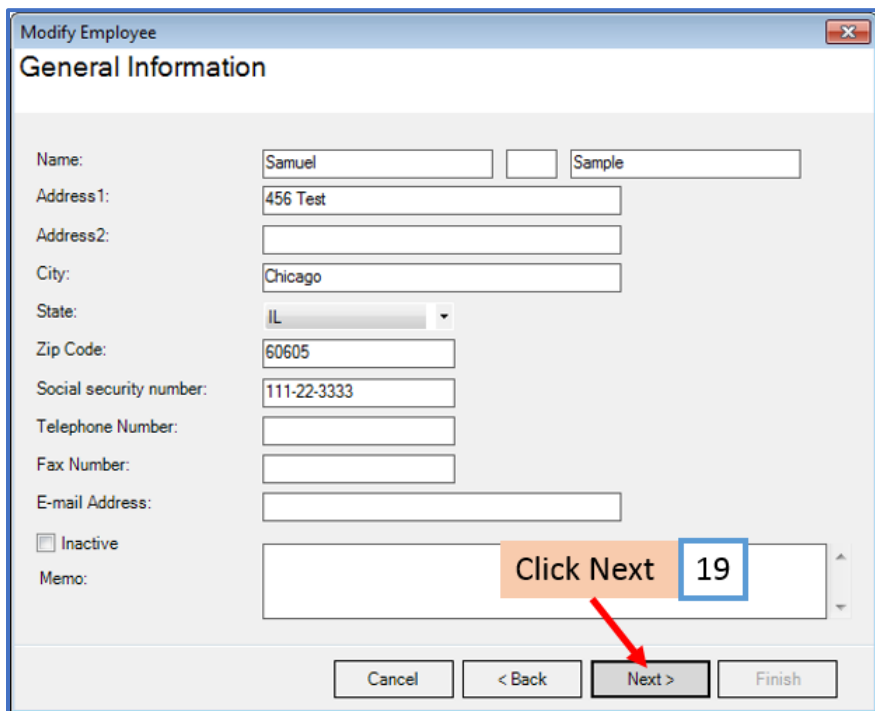 Modify Employee
General Information
Name: Samuel Sample
Address1: 456 Test
Address2:
City: Chicago
State: IL
Zip Code: 60605
Social security number: 111-22-3333
Telephone Number:
Fax Number:
E-mail Address:
Inactive
Memo:
Click Next 19
Cancel < Back Next > Finish